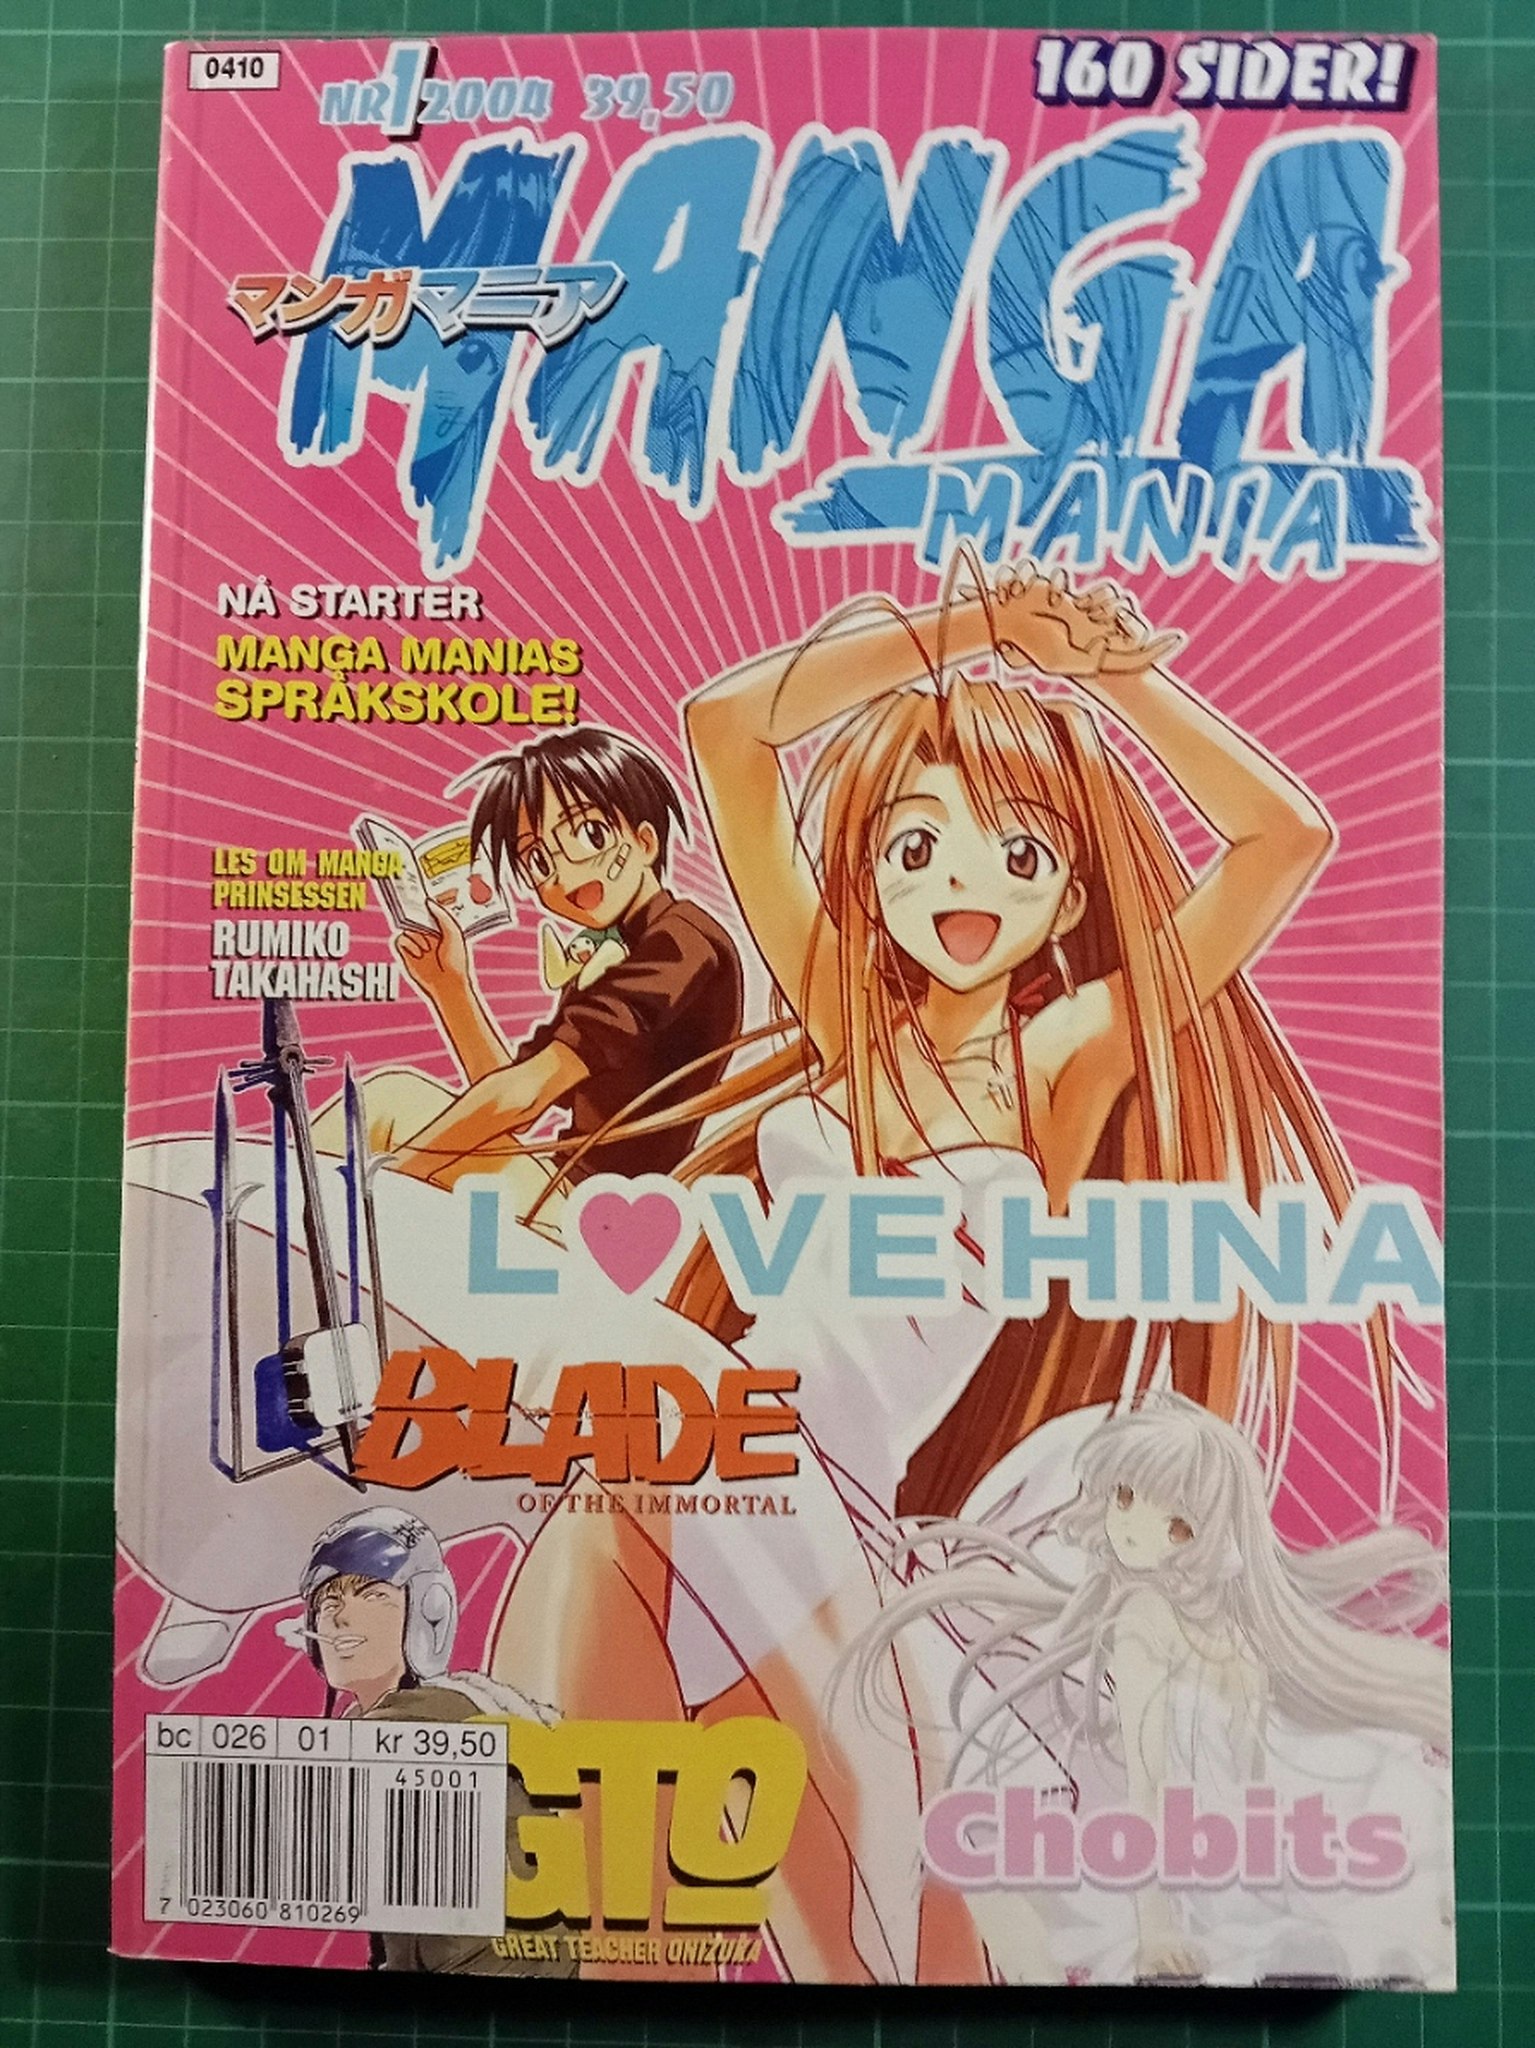 0410
NR1 2004 39,50
160 SIDER!
MANGA
マンガマニア
MANIA
NÅ STARTER
MANGA MANIAS
SPRÅKSKOLE!
LES OM MANGA
PRINSESSEN
RUMIKO
TAKAHASHI
LOVE HINA
BLADE
OF THE IMMORTAL
bc 026 01 kr 39,50
45001
7 023060 810269
GTO
GREAT TEACHER ONIZUKA
Chobits